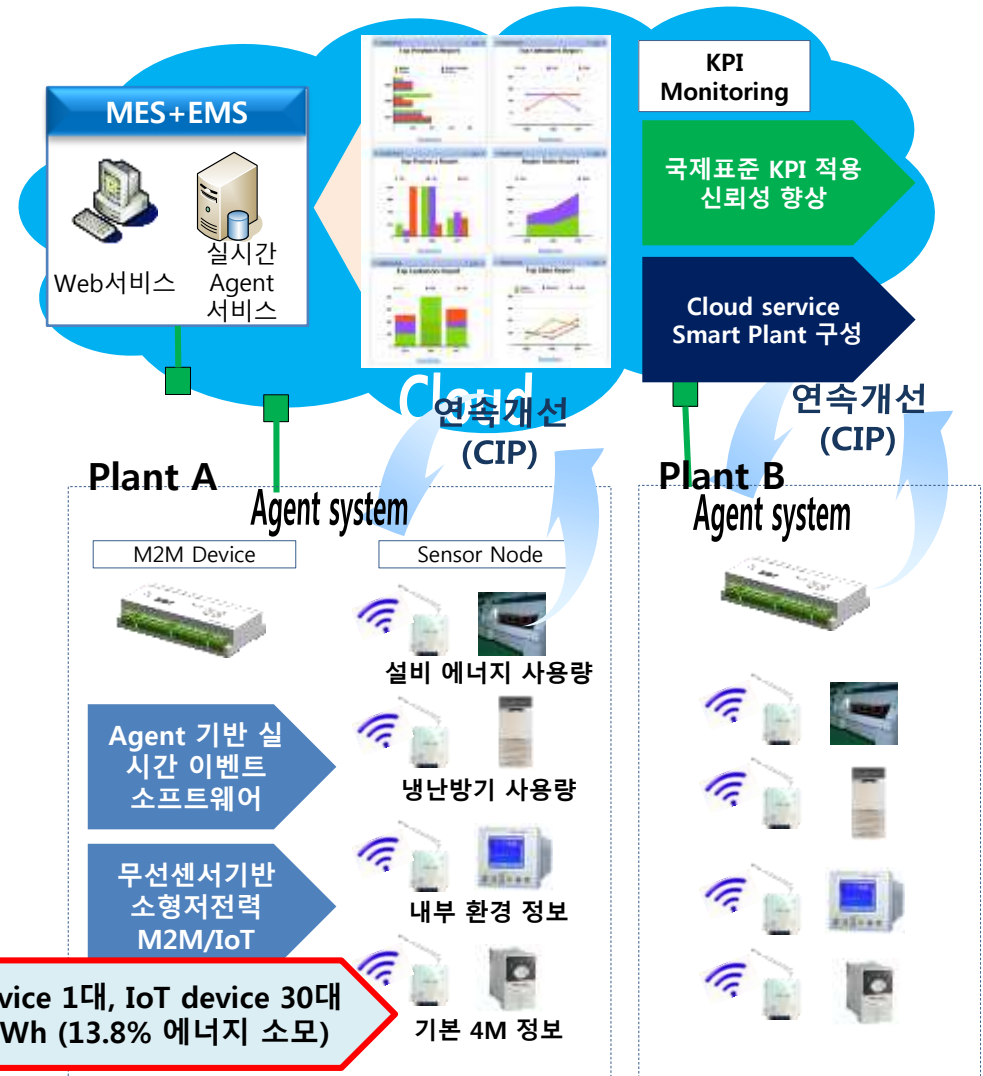 KPI
Monitoring
MES+EMS
Web서비스
실시간
Agent
서비스
국제표준 KPI 적용
신뢰성 향상
Cloud service
Smart Plant 구성
Cloud
연속개선
(CIP)
연속개선
(CIP)
Plant A
Agent system
M2M Device
Sensor Node
설비 에너지 사용량
Agent 기반 실
시간 이벤트
소프트웨어
냉난방기 사용량
무선센서기반
소형저전력
M2M/IoT
내부 환경 정보
vice 1대, IoT device 30대
Wh (13.8% 에너지 소모)
기본 4M 정보
Plant B
Agent system